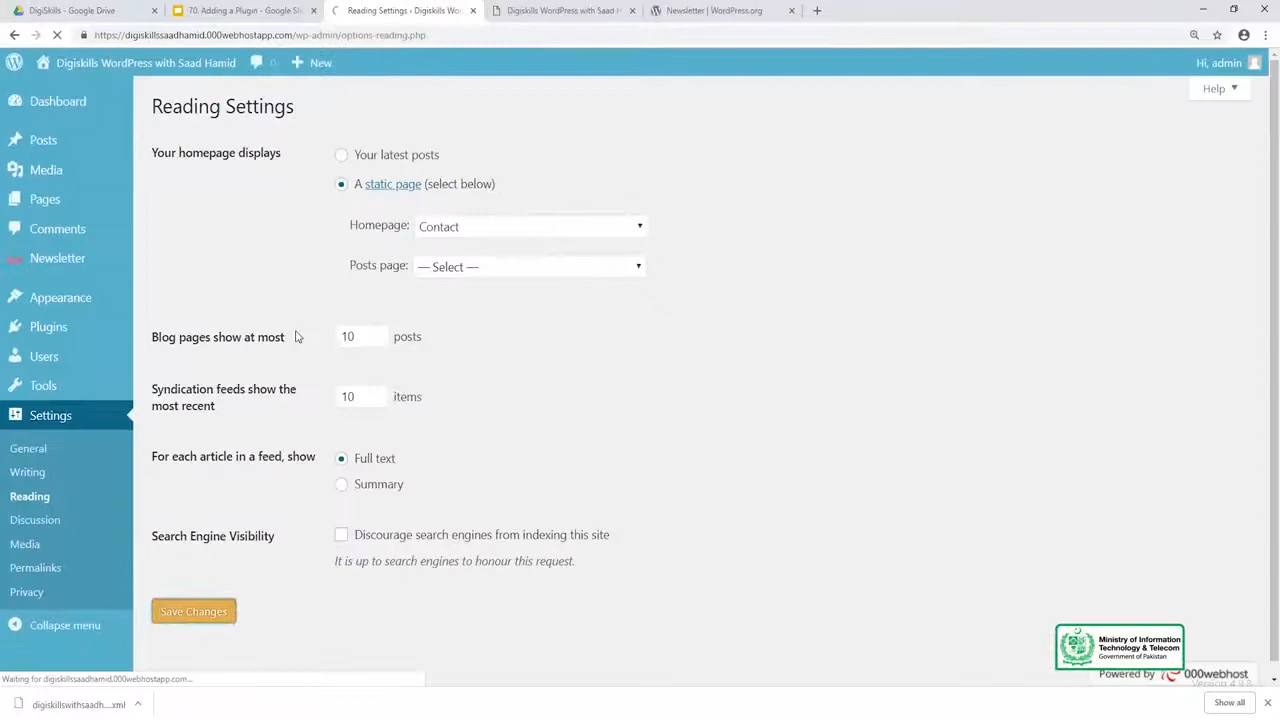 DigiSkills - Google Drive
70. Adding a Plugin - Google Sli
Reading Settings ‹ Digiskills Wo
Digiskills WordPress with Saad H
Newsletter | WordPress.org
https://digiskillssaadhamid.000webhostapp.com/wp-admin/options-reading.php
Digiskills WordPress with Saad Hamid
0
New
Hi, admin
Help
Dashboard
Posts
Media
Pages
Comments
Newsletter
Appearance
Plugins
Users
Tools
Settings
General
Writing
Reading
Discussion
Media
Permalinks
Privacy
Collapse menu
Reading Settings
Your homepage displays
Your latest posts
A static page (select below)
Homepage: Contact
Posts page: — Select —
Blog pages show at most 10 posts
Syndication feeds show the most recent 10 items
For each article in a feed, show
Full text
Summary
Search Engine Visibility
Discourage search engines from indexing this site
It is up to search engines to honour this request.
Save Changes
Ministry of Information
Technology & Telecom
Government of Pakistan
Powered by 000webhost
Version 4.9.8
Waiting for digiskillssaadhamid.000webhostapp.com...
digiskillswithsaadh....xml
Show all